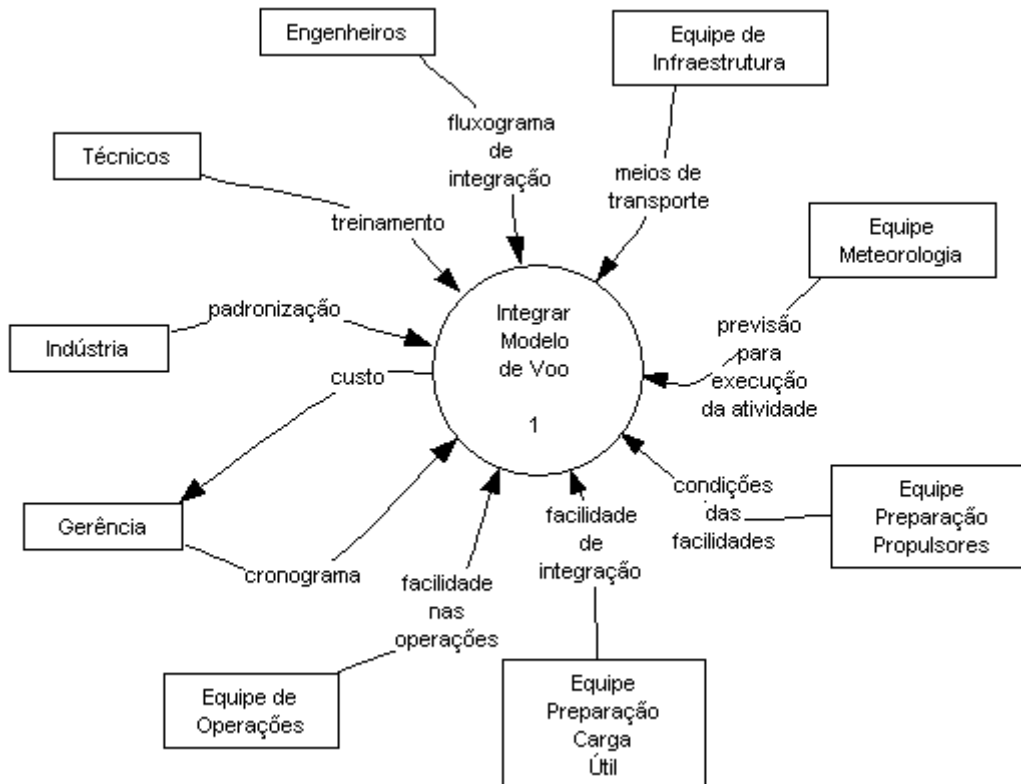 Engenheiros
Equipe de
Infraestrutura
fluxograma
de
integração
Técnicos
meios de
transporte
treinamento
Equipe
Meteorologia
padronização
Integrar
Modelo
de Voo
1
Indústria
previsão
para
execução
da atividade
custo
condições
das
facilidades
Equipe
Preparação
Propulsores
Gerência
facilidade
de
integração
cronograma
facilidade
nas
operações
Equipe de
Operações
Equipe
Preparação
Carga
Útil